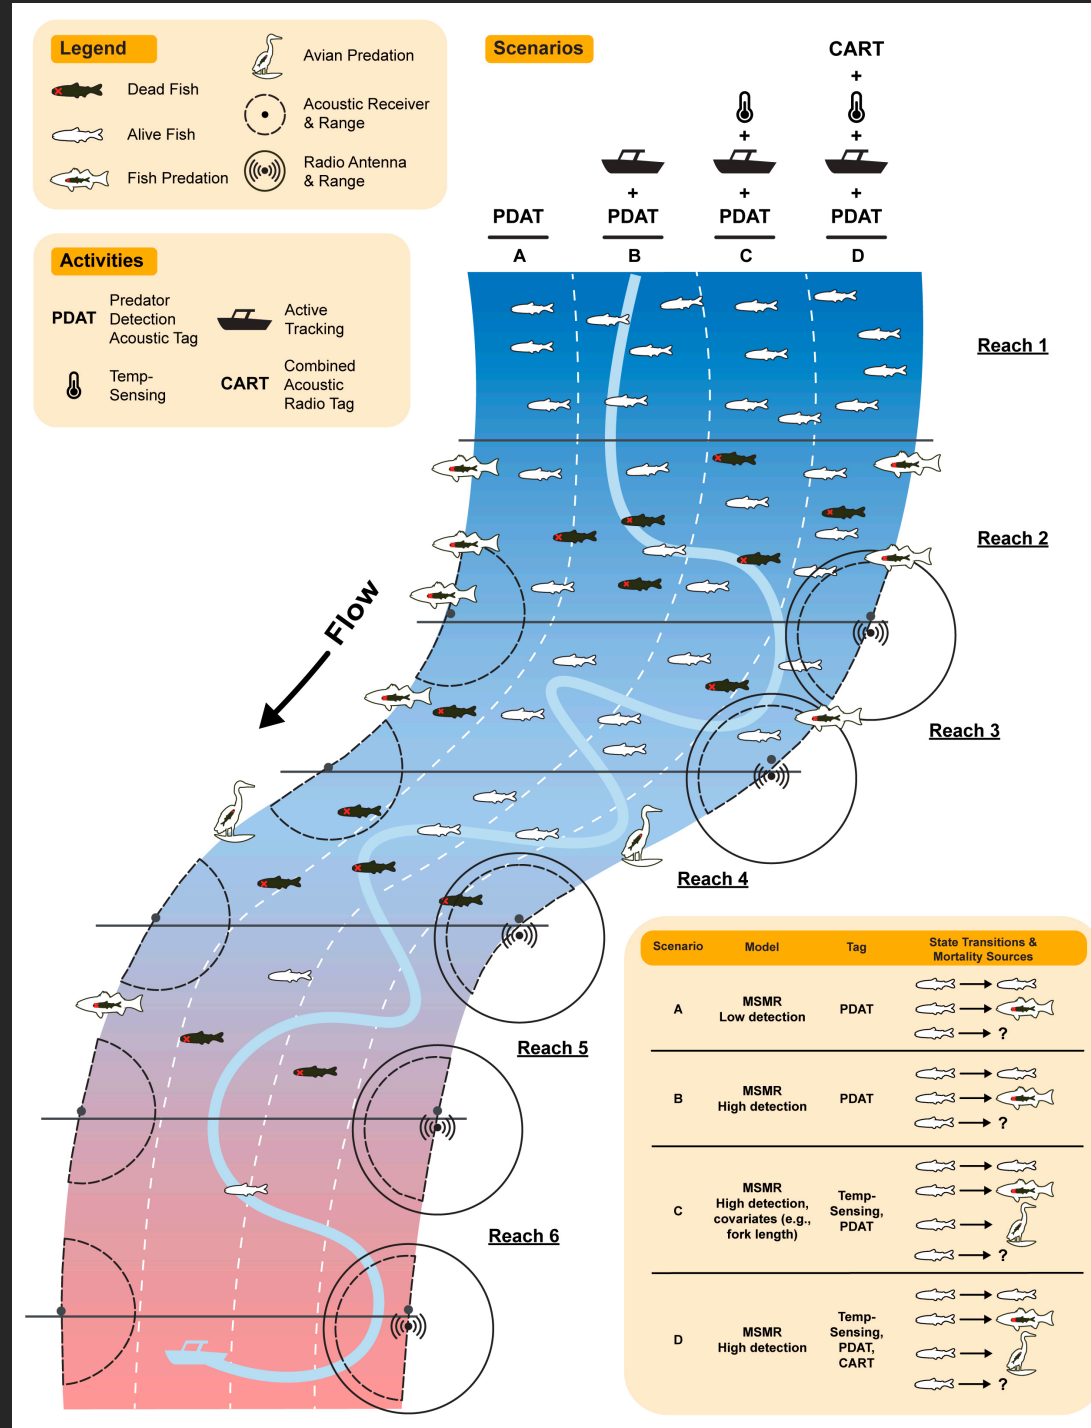 Legend
Dead Fish
Alive Fish
Fish Predation
Avian Predation
Acoustic Receiver
& Range
Radio Antenna
& Range
Activities
PDAT
Predator
Detection
Acoustic Tag
Active
Tracking
Temp-
Sensing
CART
Combined
Acoustic
Radio Tag
Scenarios
PDAT
A
+
PDAT
B
+
+
PDAT
C
CART
+
+
+
PDAT
D
Reach 1
Reach 2
Flow
Reach 3
Reach 4
Reach 5
Reach 6
Scenario
Model
Tag
State Transitions &
Mortality Sources
A
MSMR
Low detection
PDAT
?
B
MSMR
High detection
PDAT
?
C
MSMR
High detection,
covariates (e.g.,
fork length)
Temp-
Sensing,
PDAT
?
D
MSMR
High detection
Temp-
Sensing,
PDAT,
CART
?